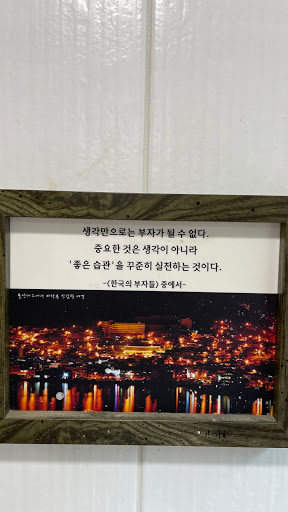 생각만으로는 부자가 될 수 없다.
중요한 것은 생각이 아니라
'좋은 습관'을 꾸준히 실천하는 것이다.
-<한국의 부자들> 중에서-